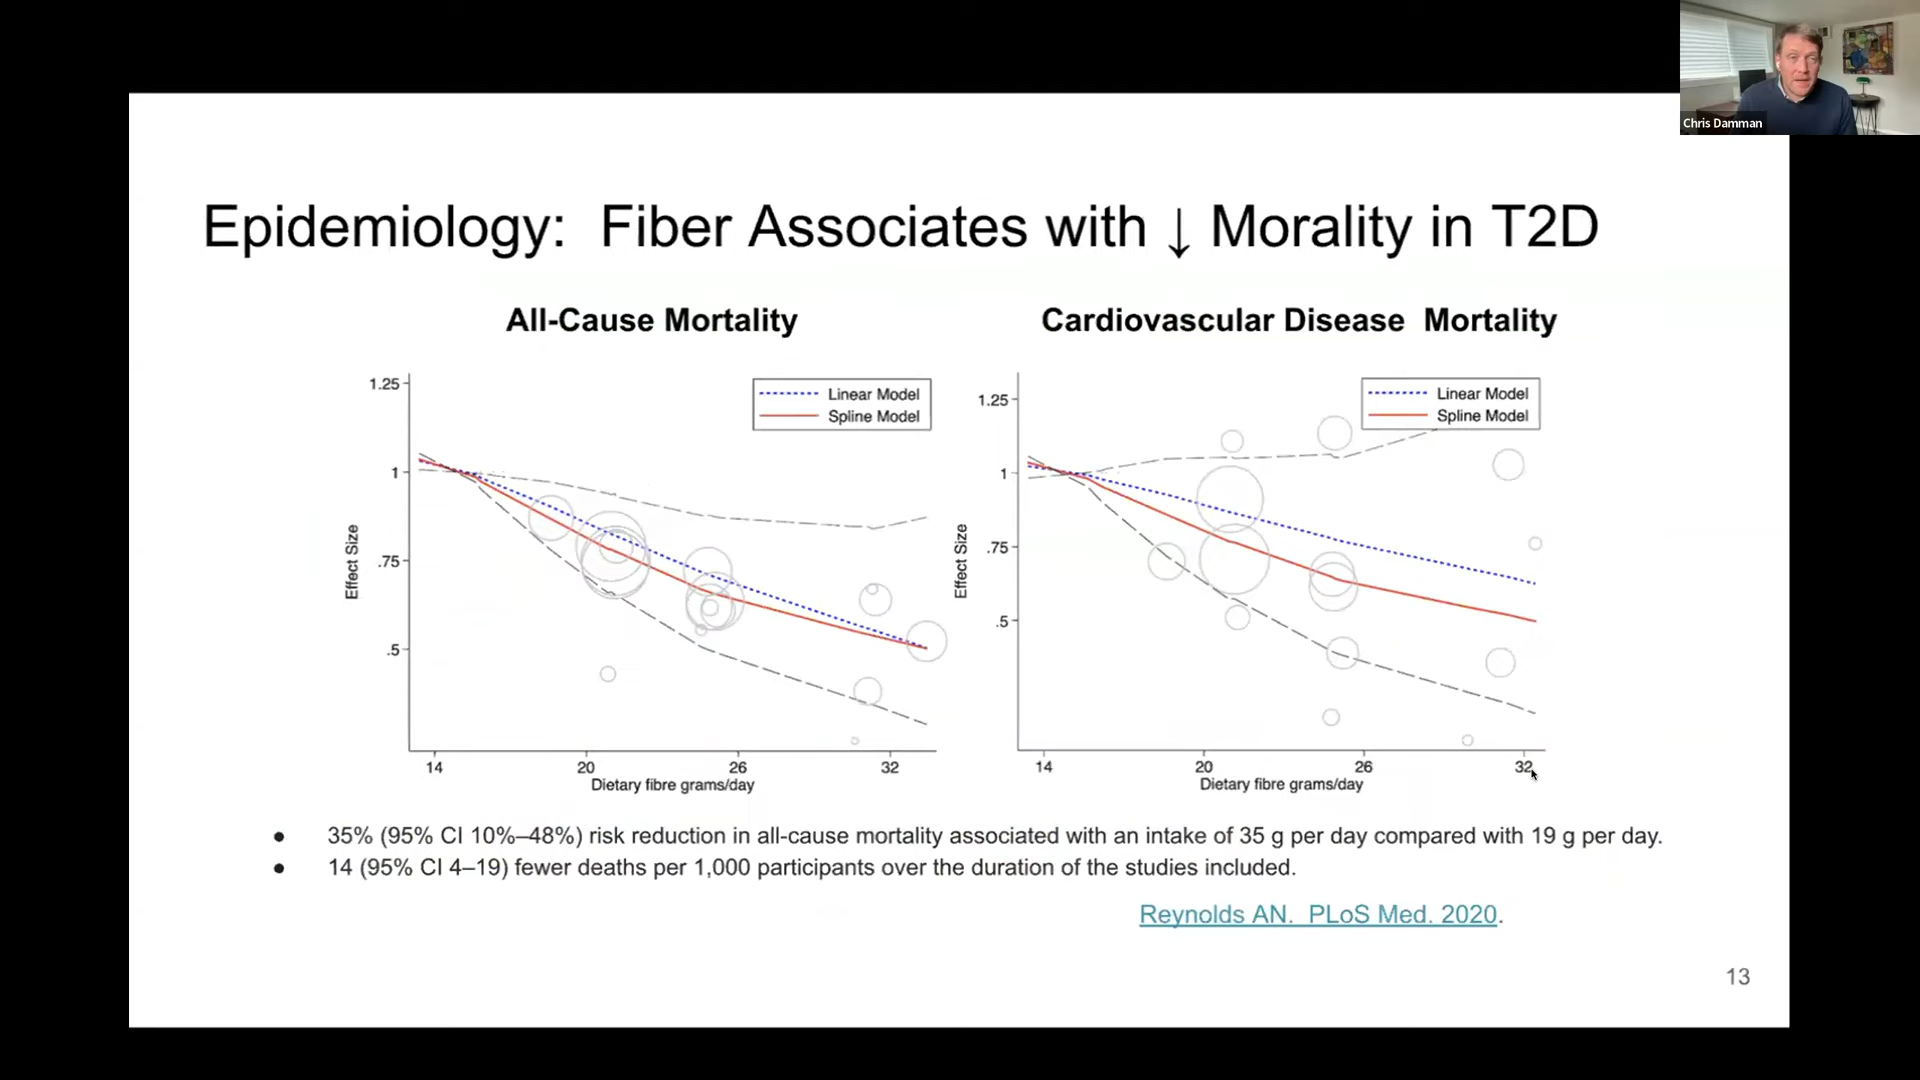 Chris Damman
Epidemiology: Fiber Associates with ↓ Morality in T2D
All-Cause Mortality
Cardiovascular Disease Mortality
1.25
1
.75
.5
Effect Size
Linear Model
Spline Model
14 20 26 32
Dietary fibre grams/day
1.25
1
.75
.5
Effect Size
Linear Model
Spline Model
14 20 26 32
Dietary fibre grams/day
● 35% (95% CI 10%–48%) risk reduction in all-cause mortality associated with an intake of 35 g per day compared with 19 g per day.
● 14 (95% CI 4–19) fewer deaths per 1,000 participants over the duration of the studies included.
Reynolds AN. PLoS Med. 2020.
13